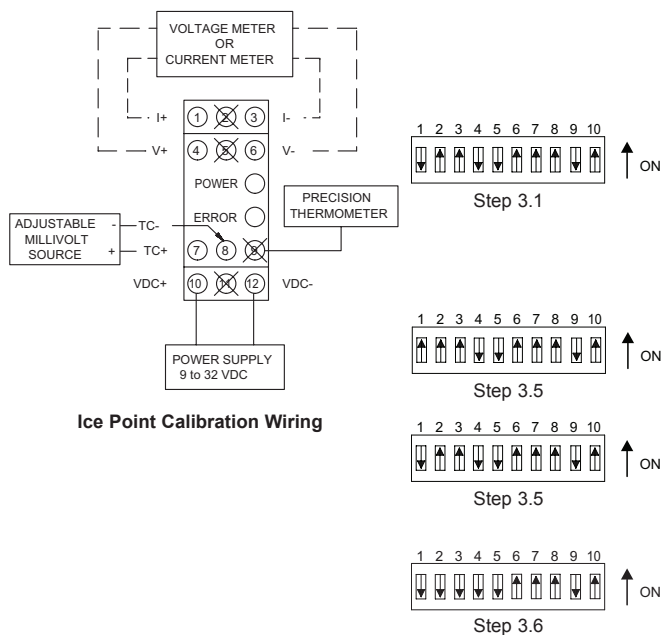 VOLTAGE METER
OR
CURRENT METER
I+ 1 2 3 I-
V+ 4 5 6 V-
POWER
ERROR
PRECISION
THERMOMETER
ADJUSTABLE
MILLIVOLT
SOURCE
- TC-
+ TC+
7 8 9
VDC+ 10 11 12 VDC-
POWER SUPPLY
9 to 32 VDC
Ice Point Calibration Wiring
1 2 3 4 5 6 7 8 9 10
ON
Step 3.1
1 2 3 4 5 6 7 8 9 10
ON
Step 3.5
1 2 3 4 5 6 7 8 9 10
ON
Step 3.5
1 2 3 4 5 6 7 8 9 10
ON
Step 3.6